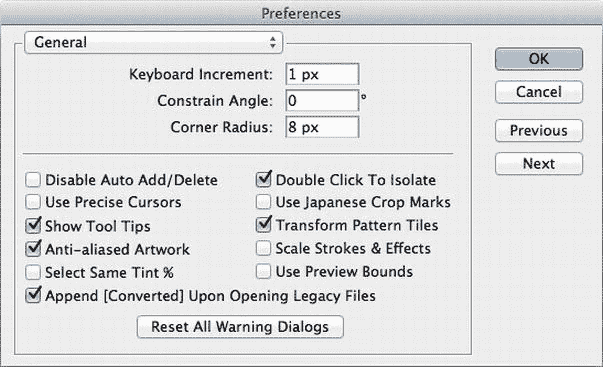 Preferences
General
Keyboard Increment: 1 px
Constrain Angle: 0 °
Corner Radius: 8 px
Disable Auto Add/Delete
Double Click To Isolate
Use Precise Cursors
Use Japanese Crop Marks
Show Tool Tips
Transform Pattern Tiles
Anti-aliased Artwork
Scale Strokes & Effects
Select Same Tint %
Use Preview Bounds
Append [Converted] Upon Opening Legacy Files
Reset All Warning Dialogs
OK
Cancel
Previous
Next